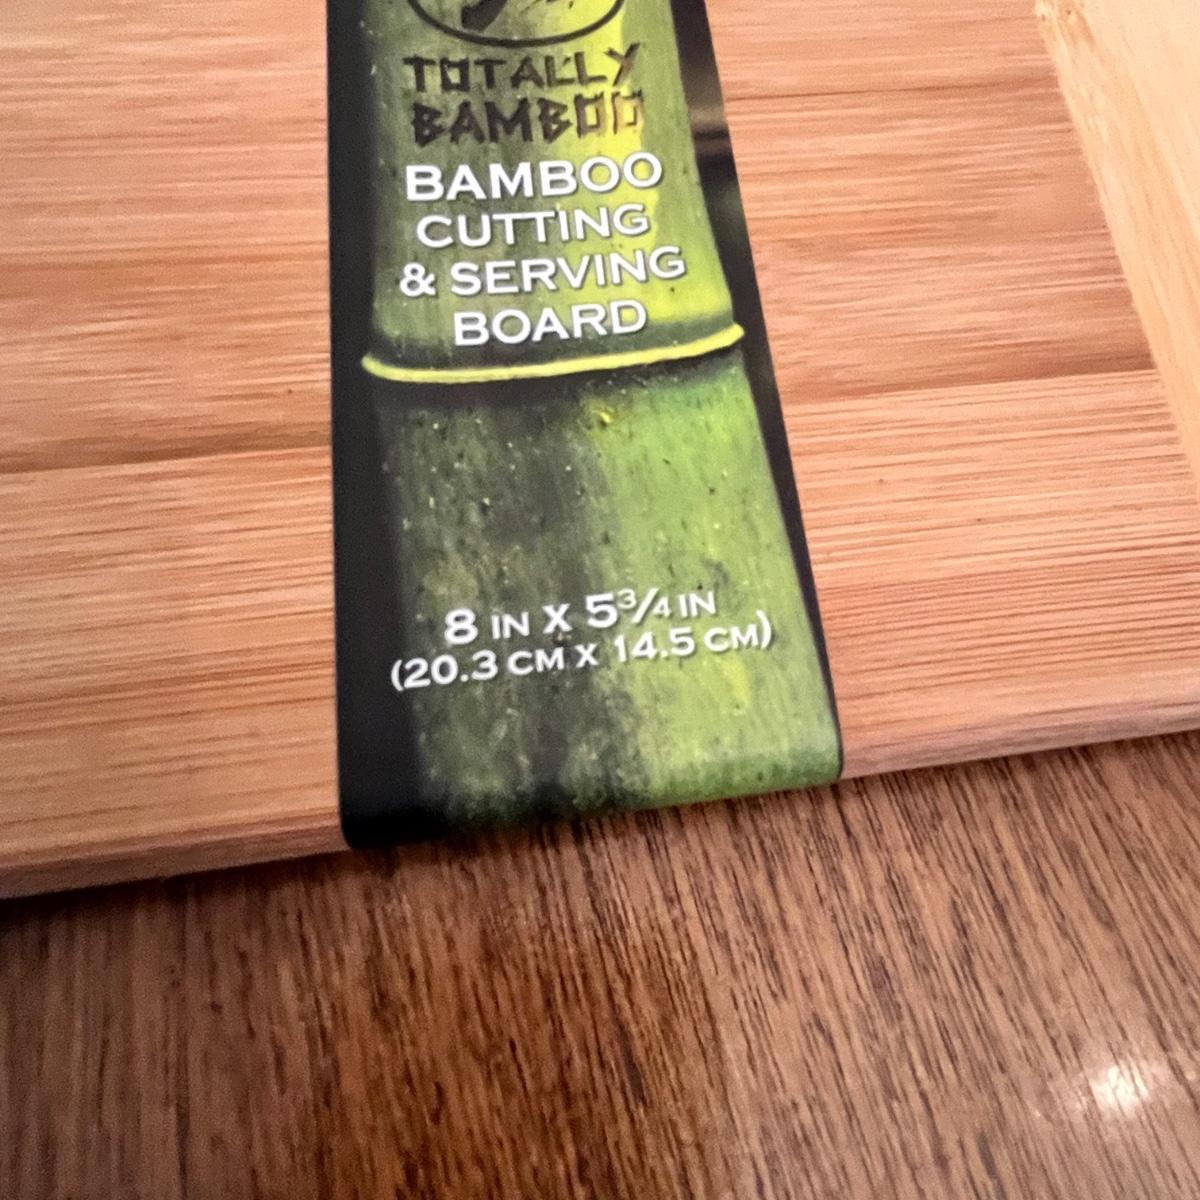 TOTALLY
BAMBOO
BAMBOO
CUTTING
& SERVING
BOARD
8 IN X 5¾ IN
(20.3 CM X 14.5 CM)